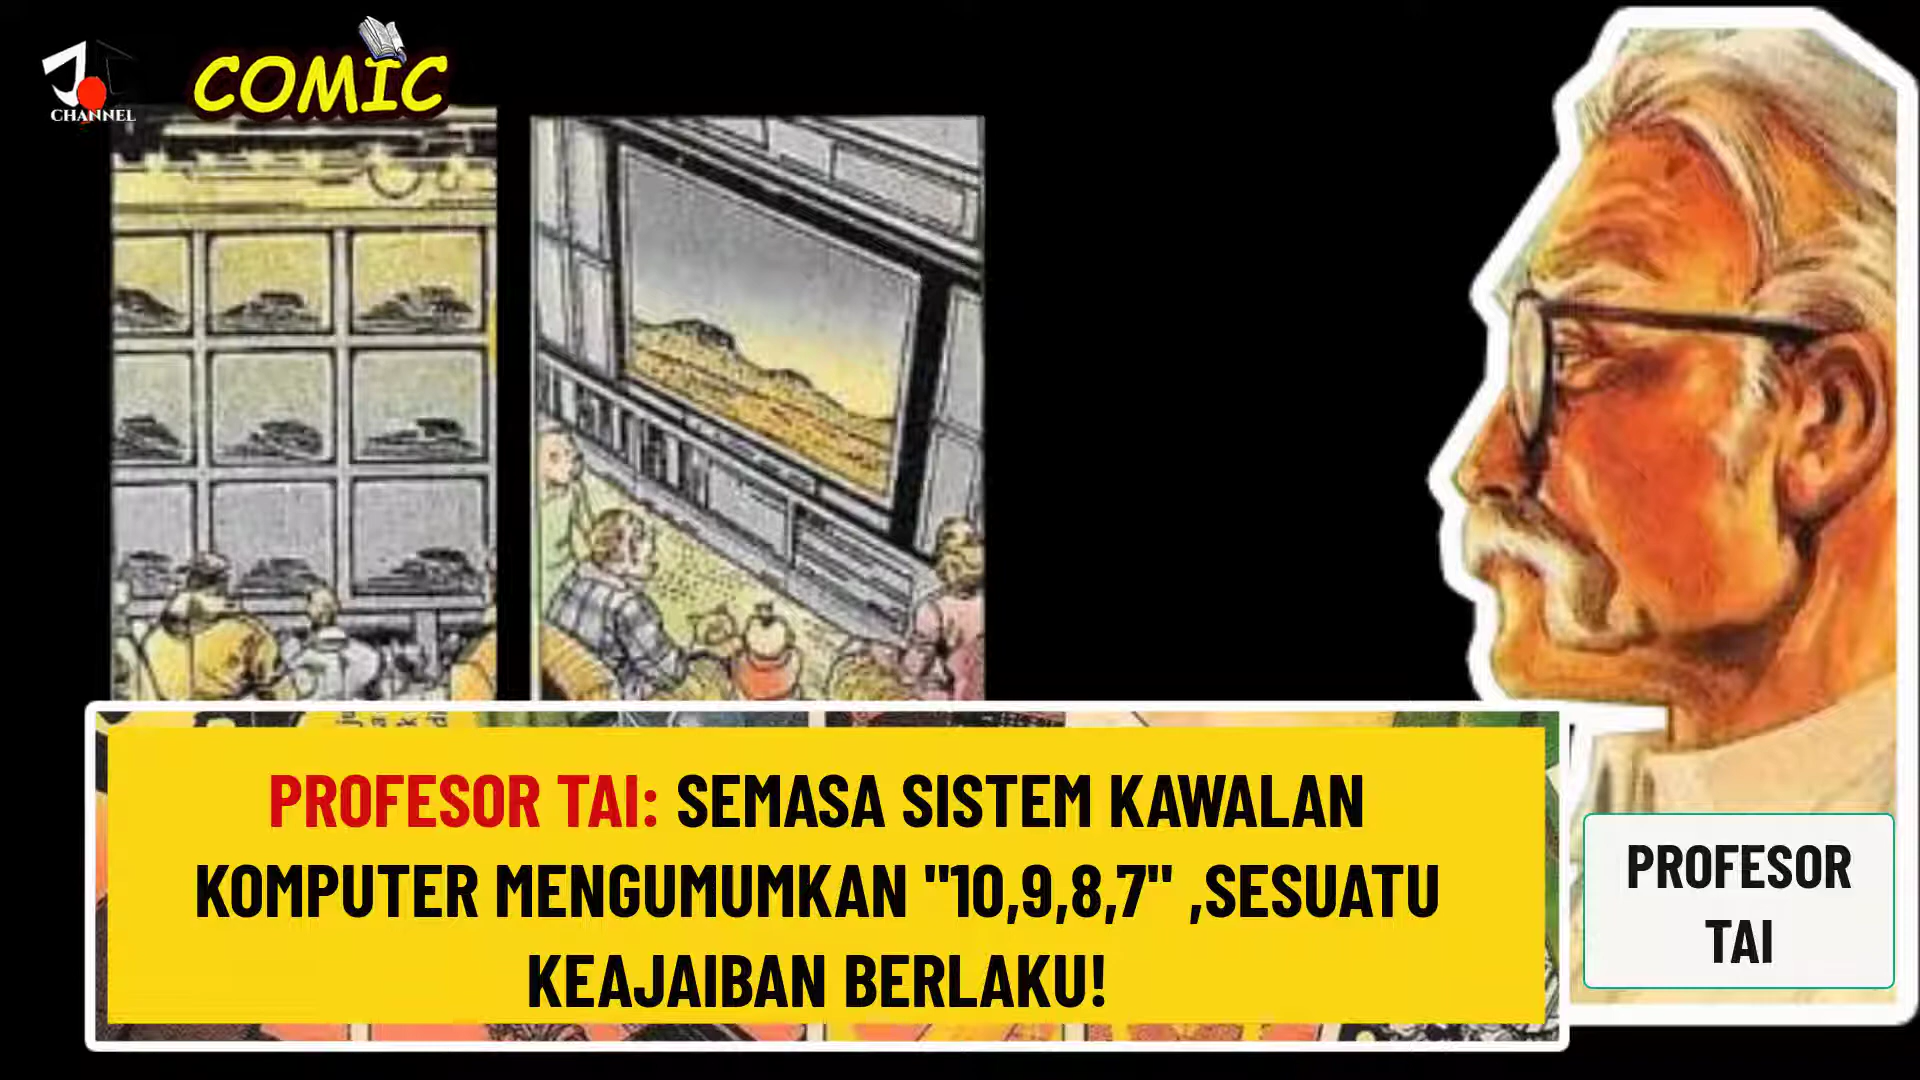 CHANNEL
COMIC
PROFESOR TAI: SEMASA SISTEM KAWALAN
KOMPUTER MENGUMUMKAN "10,9,8,7" ,SESUATU
KEAJAIBAN BERLAKU!
PROFESOR
TAI